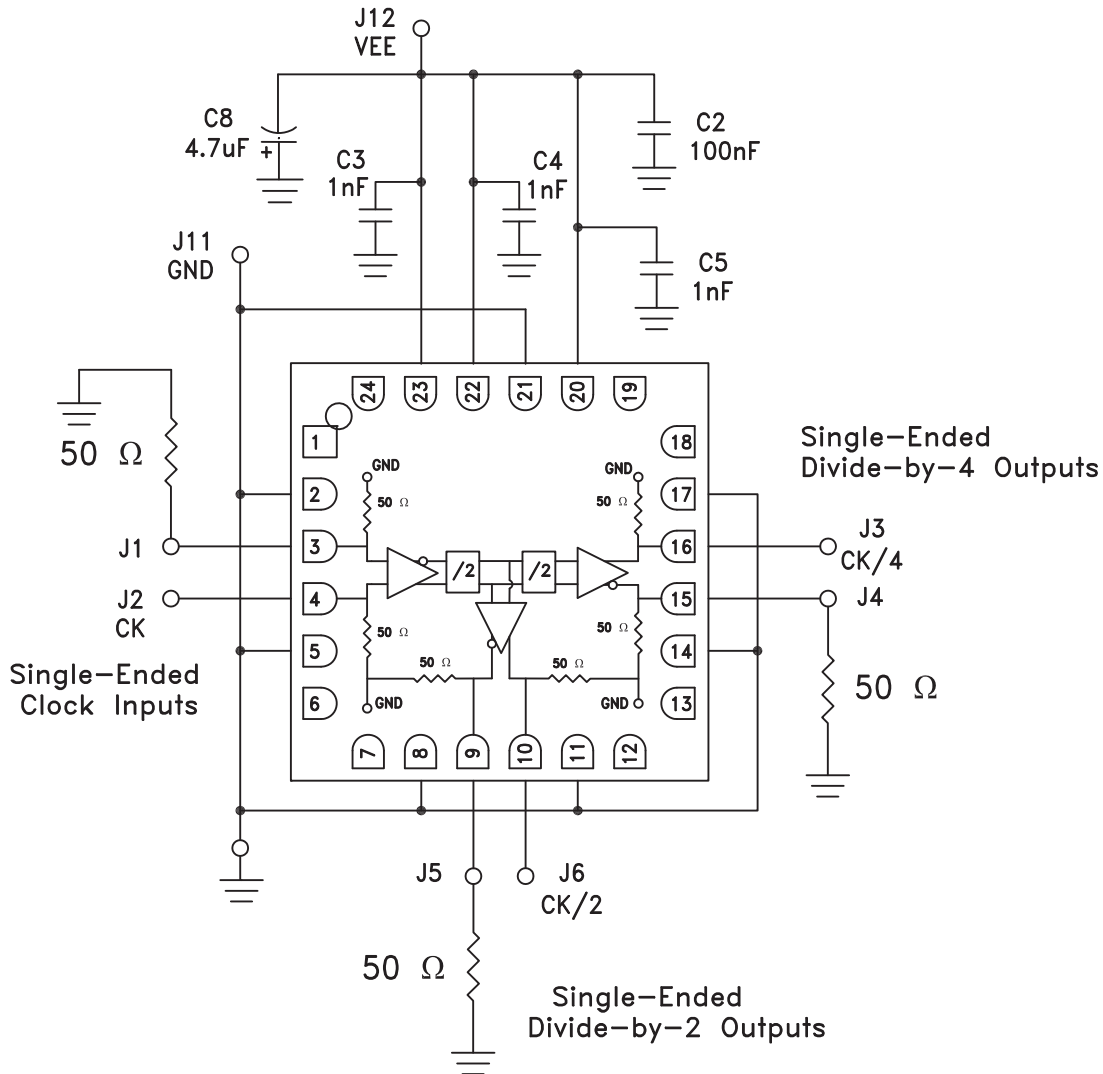 J12
VEE
C8
4.7uF +
C3
1nF
C4
1nF
C2
100nF
J11
GND
C5
1nF
24
23
22
21
20
19
50 Ω
1
18
Single-Ended
Divide-by-4 Outputs
GND
GND
2
50 Ω
50 Ω
17
J1
3
16
J3
CK/4
/2
/2
J2
CK
4
15
J4
50 Ω
50 Ω
5
14
Single-Ended
Clock Inputs
50 Ω
50 Ω
50 Ω
6
GND
GND
13
7
8
9
10
11
12
J5
J6
CK/2
50 Ω
Single-Ended
Divide-by-2 Outputs